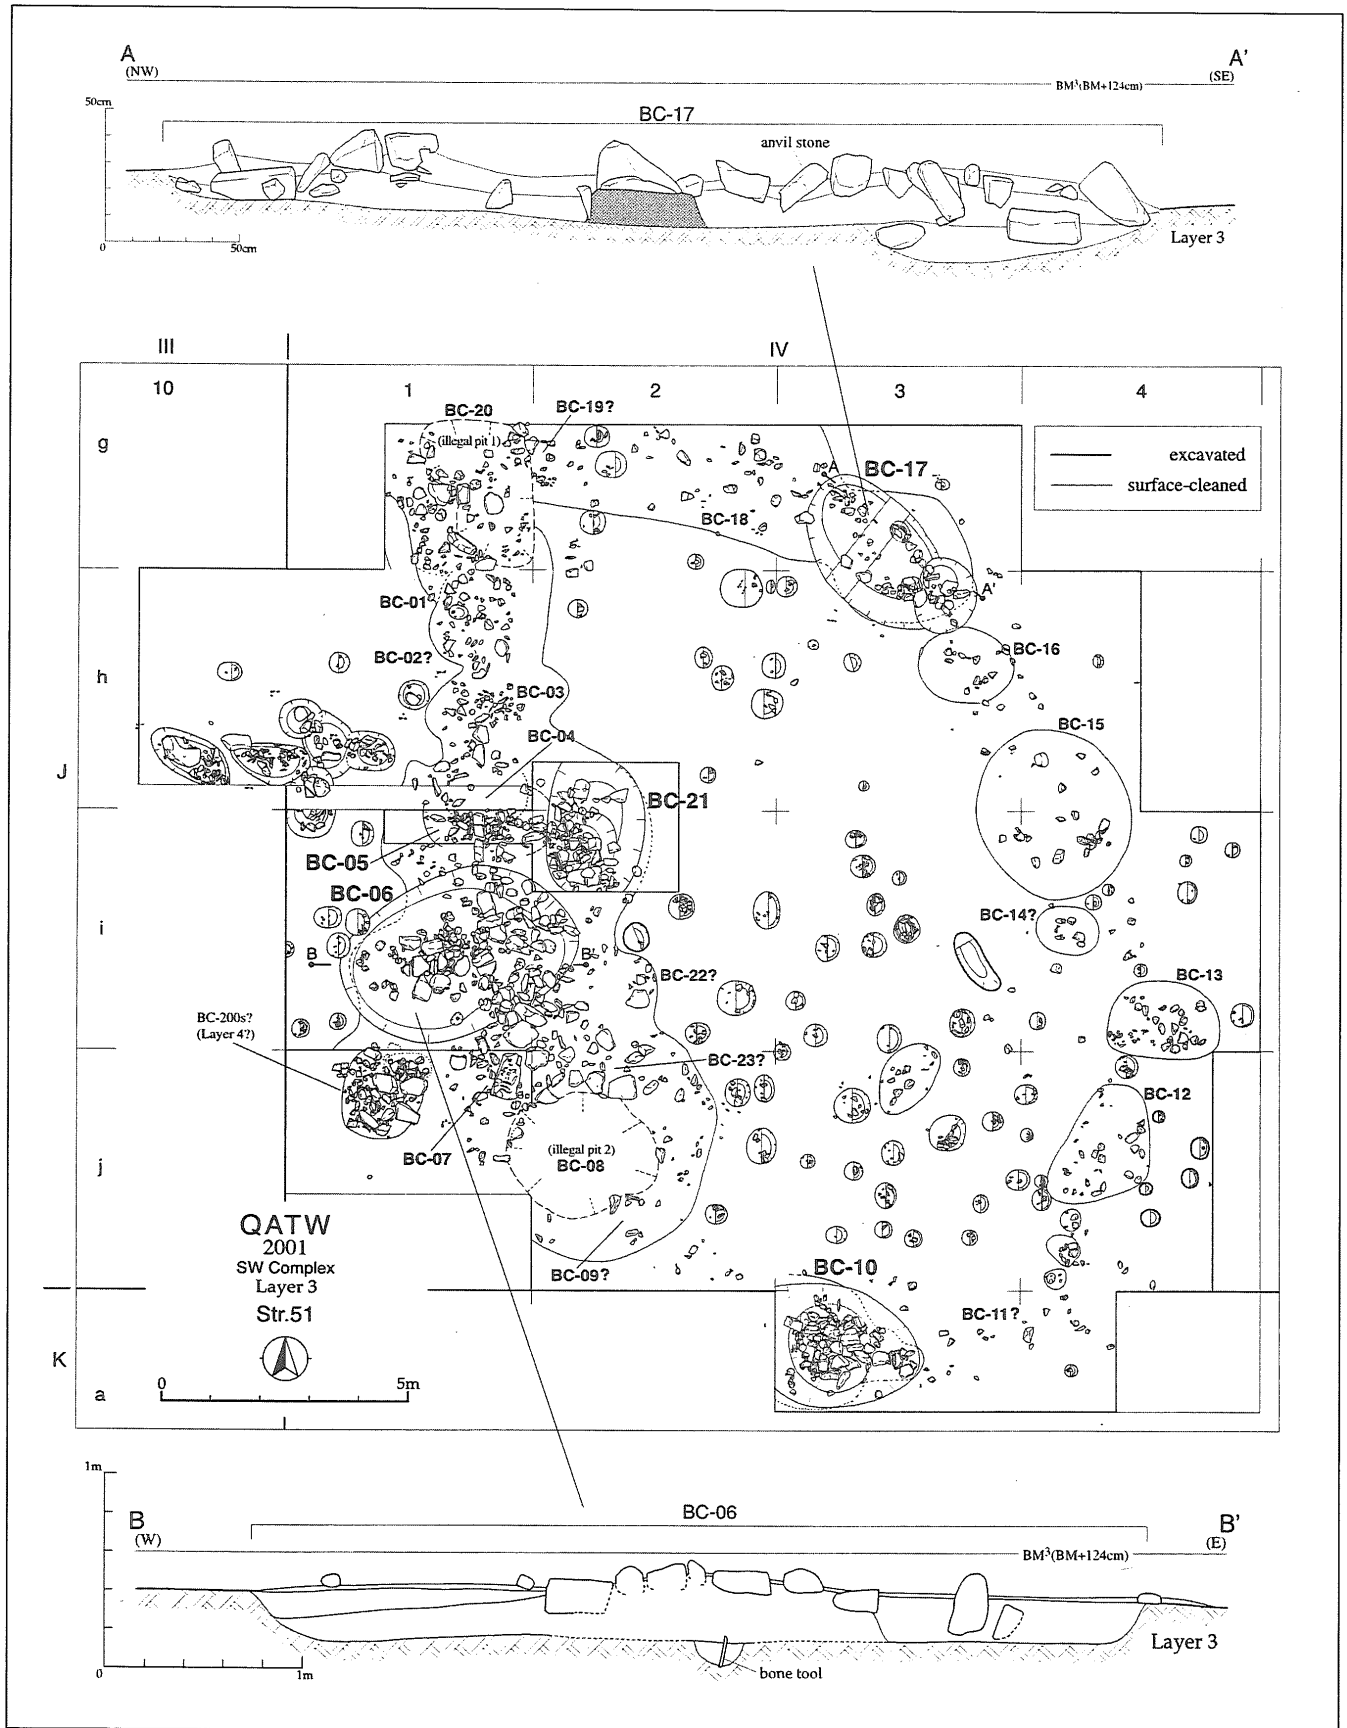 A
(NW)
A'
(SE)
BM³(BM+124cm)
50cm
BC-17
anvil stone
0
50cm
Layer 3
III
IV
10
1
2
3
4
g
BC-20
BC-19?
(illegal pit 1)
BC-17
A
excavated
surface-cleaned
BC-18
BC-01
A'
BC-02?
BC-16
h
BC-03
BC-15
BC-04
J
BC-21
BC-05
BC-06
BC-14?
i
B
B'
BC-22?
BC-13
BC-200s?
(Layer 4?)
BC-23?
BC-12
BC-07
(illegal pit 2)
BC-08
j
QATW
2001
SW Complex
Layer 3
Str.51
BC-09?
BC-10
BC-11?
K
a
0
5m
1m
BC-06
B
(W)
B'
(E)
BM³(BM+124cm)
Layer 3
0
1m
bone tool